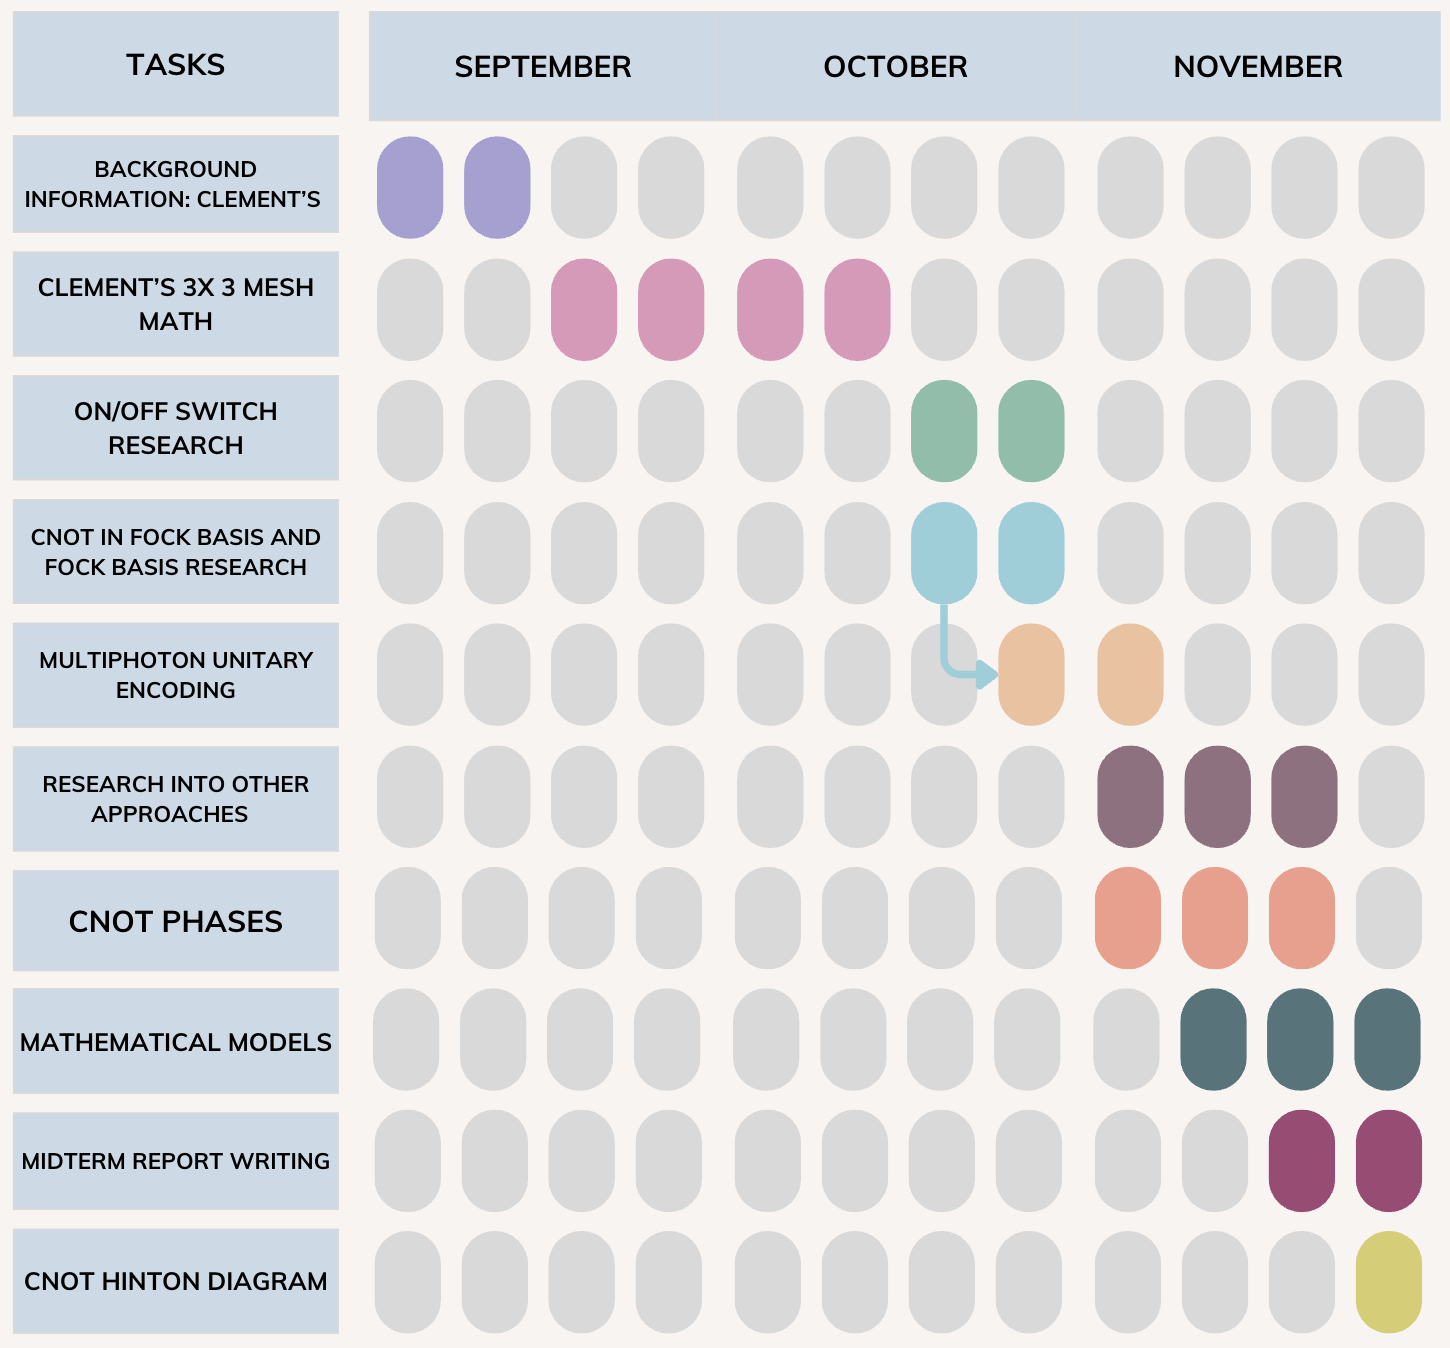 TASKS
SEPTEMBER
OCTOBER
NOVEMBER
BACKGROUND
INFORMATION: CLEMENT'S
CLEMENT'S 3X 3 MESH
MATH
ON/OFF SWITCH
RESEARCH
CNOT IN FOCK BASIS AND
FOCK BASIS RESEARCH
MULTIPHOTON UNITARY
ENCODING
RESEARCH INTO OTHER
APPROACHES
CNOT PHASES
MATHEMATICAL MODELS
MIDTERM REPORT WRITING
CNOT HINTON DIAGRAM